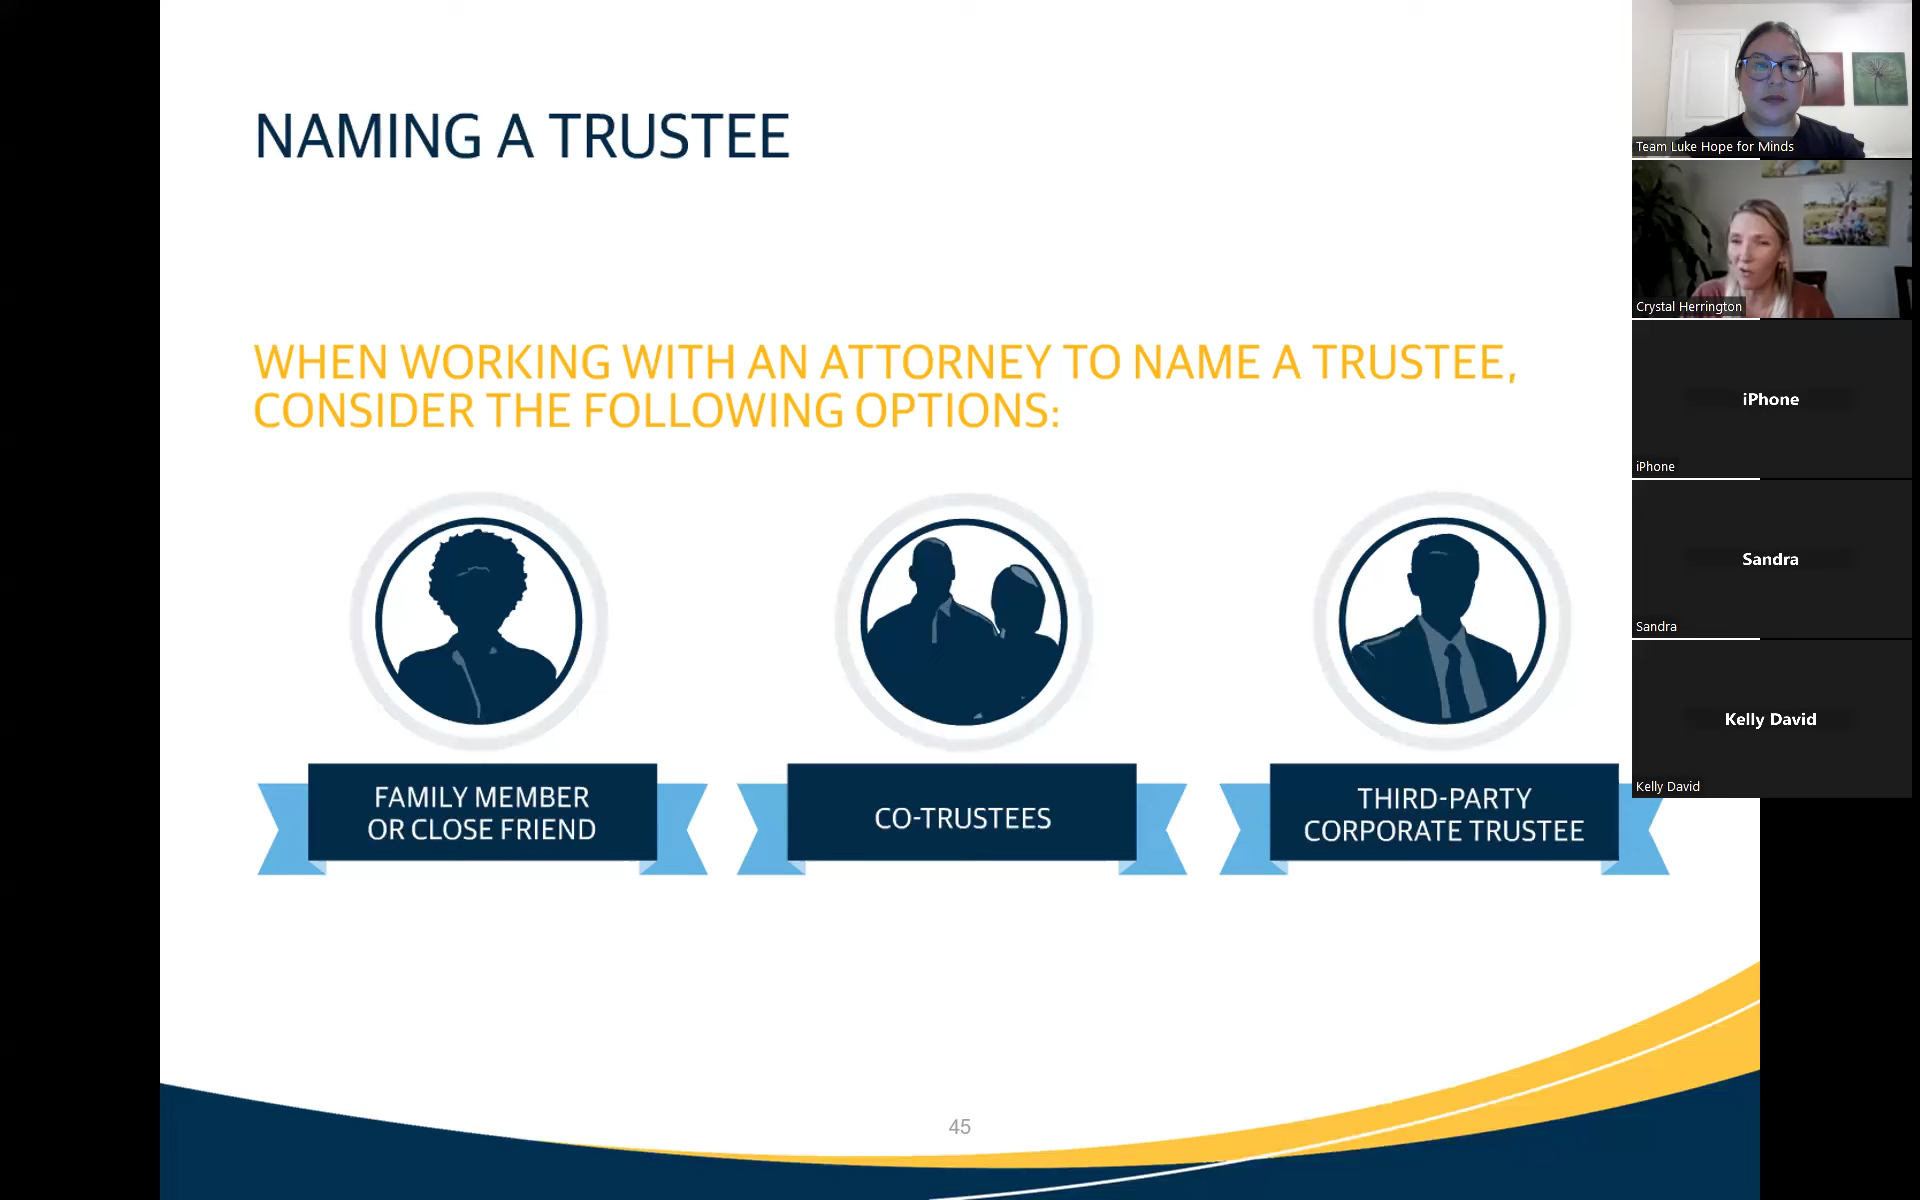 NAMING A TRUSTEE
WHEN WORKING WITH AN ATTORNEY TO NAME A TRUSTEE,
CONSIDER THE FOLLOWING OPTIONS:
FAMILY MEMBER
OR CLOSE FRIEND
CO-TRUSTEES
THIRD-PARTY
CORPORATE TRUSTEE
45
Team Luke Hope for Minds
Crystal Herrington
iPhone
iPhone
Sandra
Sandra
Kelly David
Kelly David